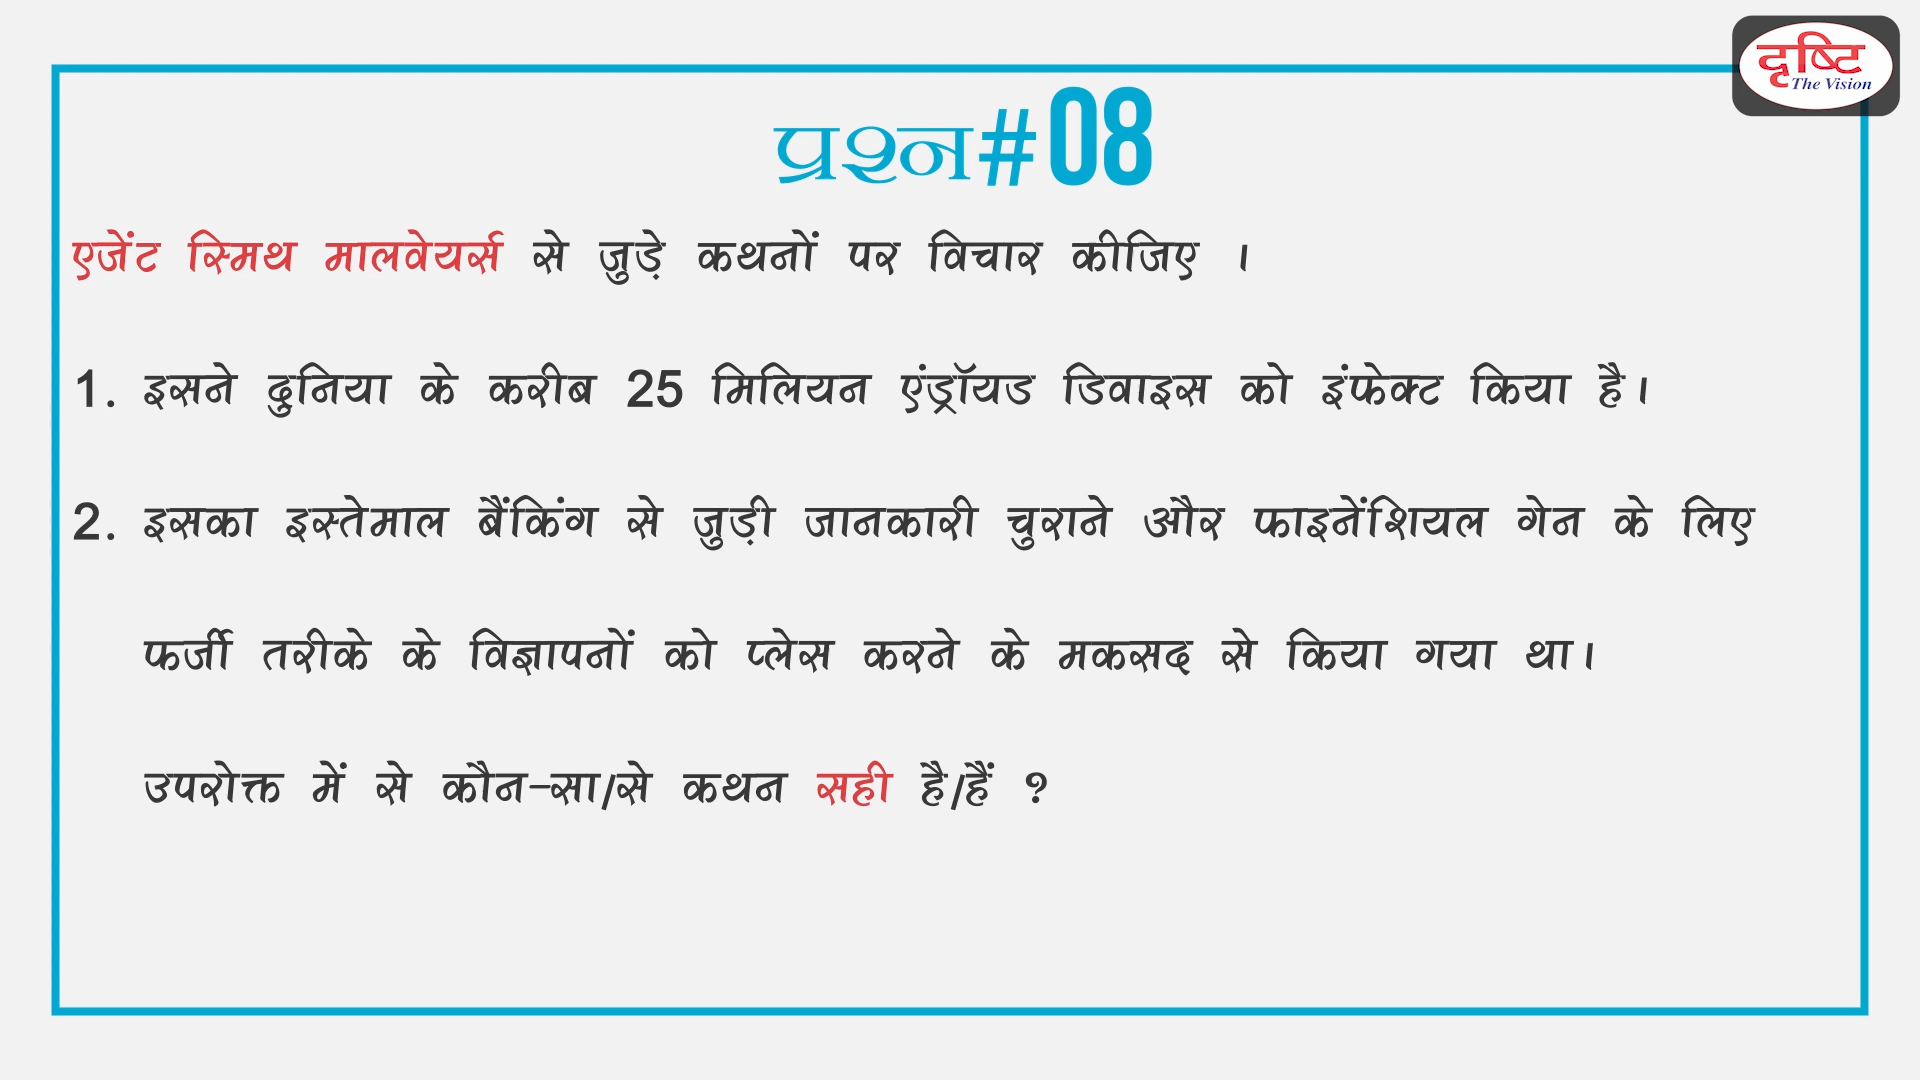 दृष्टि
The Vision
प्रश्न#08
एजेंट स्मिथ मालवेयर्स से जुड़े कथनों पर विचार कीजिए ।
1. इसने दुनिया के करीब 25 मिलियन एंड्रॉयड डिवाइस को इंफेक्ट किया है।
2. इसका इस्तेमाल बैंकिंग से जुड़ी जानकारी चुराने और फाइनेंशियल गेन के लिए
फर्जी तरीके के विज्ञापनों को प्लेस करने के मकसद से किया गया था।
उपरोक्त में से कौन-सा/से कथन सही है/हैं ?